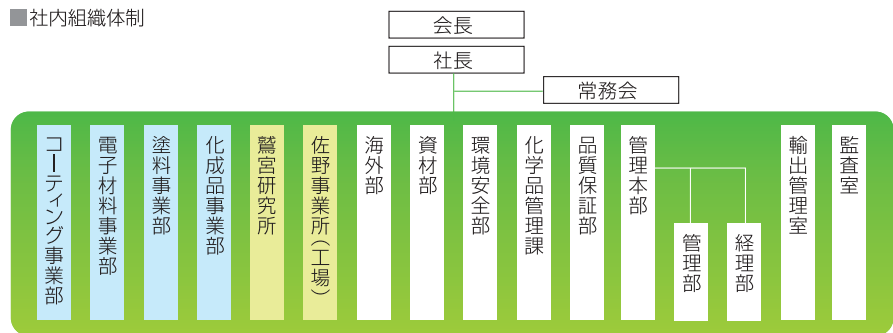 ■社内組織体制
会長
社長
常務会
コーティング事業部
電子材料事業部
塗料事業部
化成品事業部
鷲宮研究所
佐野事業所(工場)
海外部
資材部
環境安全部
化学品管理課
品質保証部
管理本部
管理部
経理部
輸出管理室
監査室